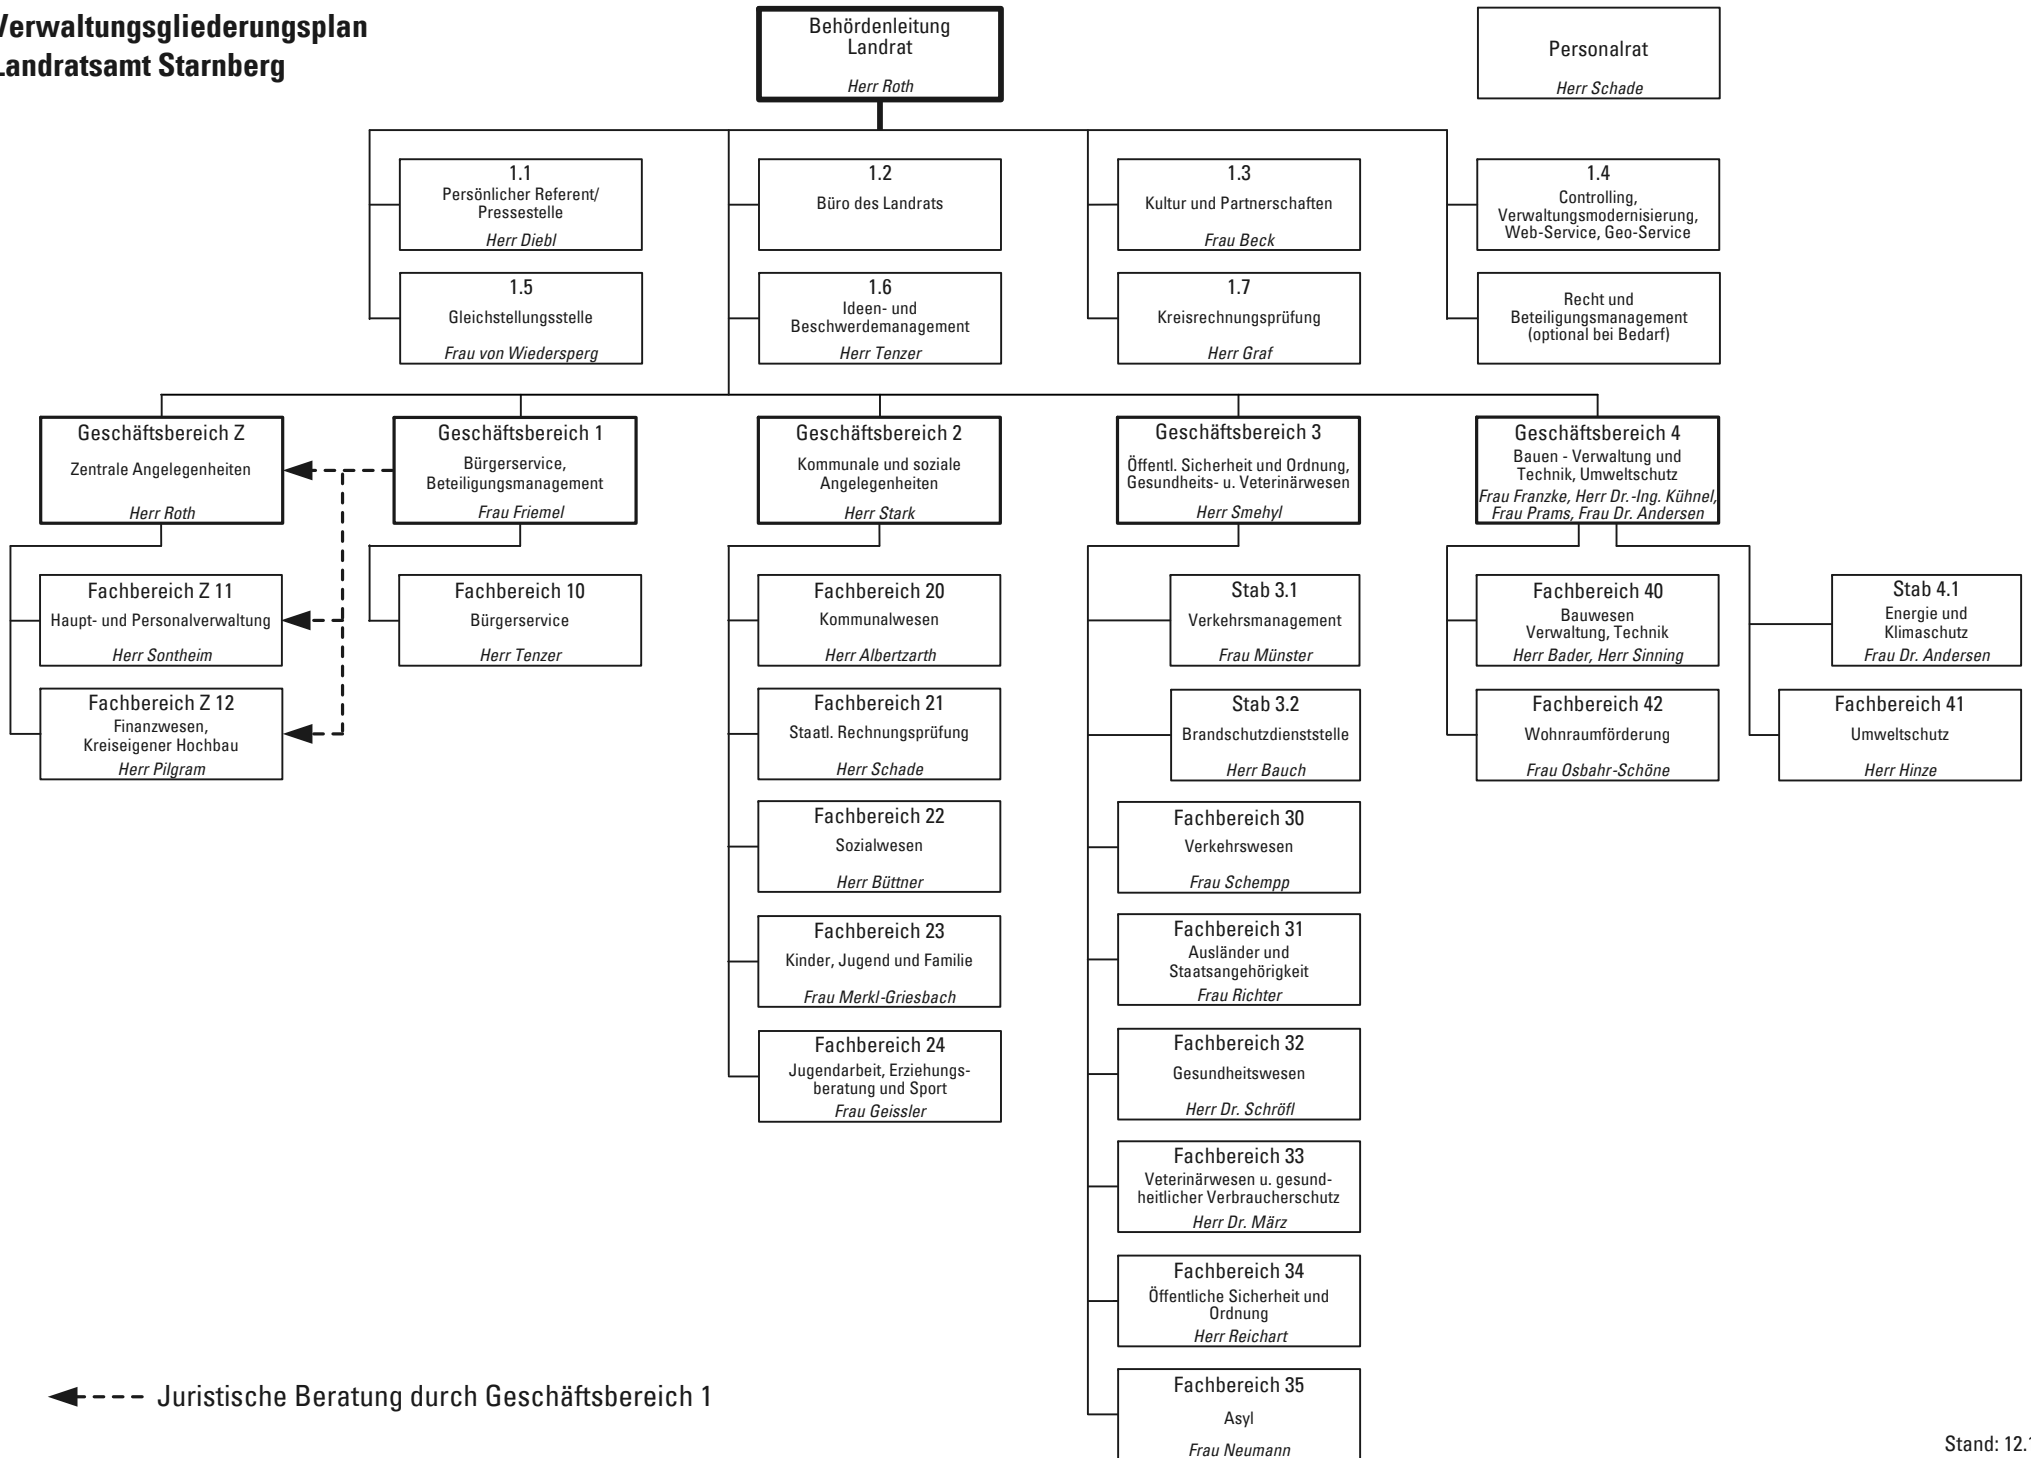 Verwaltungsgliederungsplan
Landratsamt Starnberg
Behördenleitung
Landrat
Herr Roth
Personalrat
Herr Schade
1.1
Persönlicher Referent/
Pressestelle
Herr Diebl
1.2
Büro des Landrats
1.3
Kultur und Partnerschaften
Frau Beck
1.4
Controlling,
Verwaltungsmodernisierung,
Web-Service, Geo-Service
1.5
Gleichstellungsstelle
Frau von Wiedersperg
1.6
Ideen- und
Beschwerdemanagement
Herr Tenzer
1.7
Kreisrechnungsprüfung
Herr Graf
Recht und
Beteiligungsmanagement
(optional bei Bedarf)
Geschäftsbereich Z
Zentrale Angelegenheiten
Herr Roth
Geschäftsbereich 1
Bürgerservice,
Beteiligungsmanagement
Frau Friemel
Geschäftsbereich 2
Kommunale und soziale
Angelegenheiten
Herr Stark
Geschäftsbereich 3
Öffentl. Sicherheit und Ordnung,
Gesundheits- u. Veterinärwesen
Herr Smehyl
Geschäftsbereich 4
Bauen - Verwaltung und
Technik, Umweltschutz
Frau Franzke, Herr Dr.-Ing. Kühnel,
Frau Prams, Frau Dr. Andersen
Fachbereich Z 11
Haupt- und Personalverwaltung
Herr Sontheim
Fachbereich Z 12
Finanzwesen,
Kreiseigener Hochbau
Herr Pilgram
Fachbereich 10
Bürgerservice
Herr Tenzer
Fachbereich 20
Kommunalwesen
Herr Albertzarth
Fachbereich 21
Staatl. Rechnungsprüfung
Herr Schade
Fachbereich 22
Sozialwesen
Herr Büttner
Fachbereich 23
Kinder, Jugend und Familie
Frau Merkl-Griesbach
Fachbereich 24
Jugendarbeit, Erziehungs-
beratung und Sport
Frau Geissler
Stab 3.1
Verkehrsmanagement
Frau Münster
Stab 3.2
Brandschutzdienststelle
Herr Bauch
Fachbereich 30
Verkehrswesen
Frau Schempp
Fachbereich 31
Ausländer und
Staatsangehörigkeit
Frau Richter
Fachbereich 32
Gesundheitswesen
Herr Dr. Schröfl
Fachbereich 33
Veterinärwesen u. gesund-
heitlicher Verbraucherschutz
Herr Dr. März
Fachbereich 34
Öffentliche Sicherheit und
Ordnung
Herr Reichart
Fachbereich 35
Asyl
Frau Neumann
Fachbereich 40
Bauwesen
Verwaltung, Technik
Herr Bader, Herr Sinning
Fachbereich 42
Wohnraumförderung
Frau Osbahr-Schöne
Stab 4.1
Energie und
Klimaschutz
Frau Dr. Andersen
Fachbereich 41
Umweltschutz
Herr Hinze
Juristische Beratung durch Geschäftsbereich 1
Stand: 12.